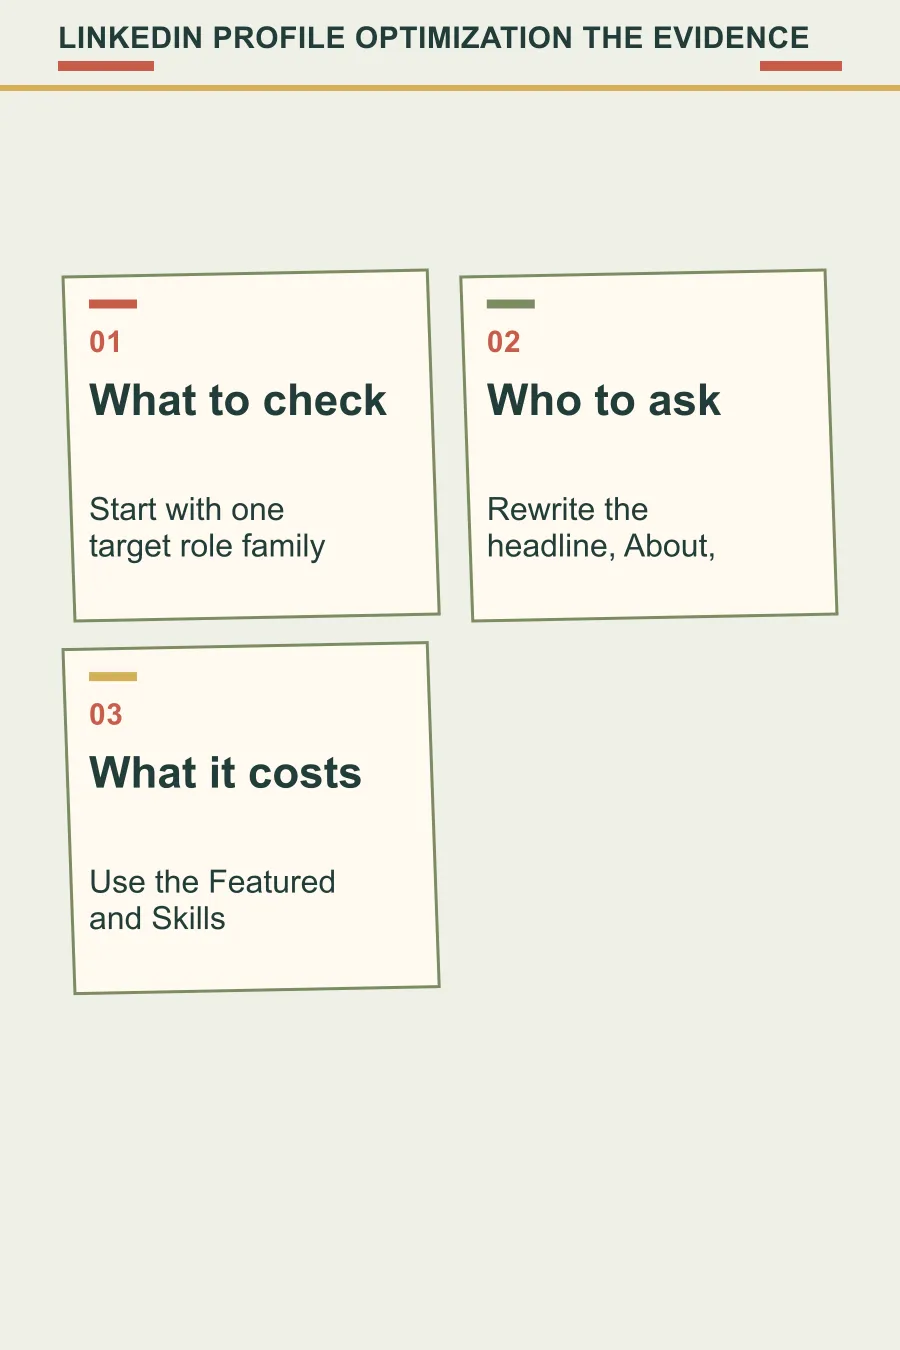 LINKEDIN PROFILE OPTIMIZATION THE EVIDENCE
01
What to check
Start with one
target role family
02
Who to ask
Rewrite the
headline, About,
03
What it costs
Use the Featured
and Skills